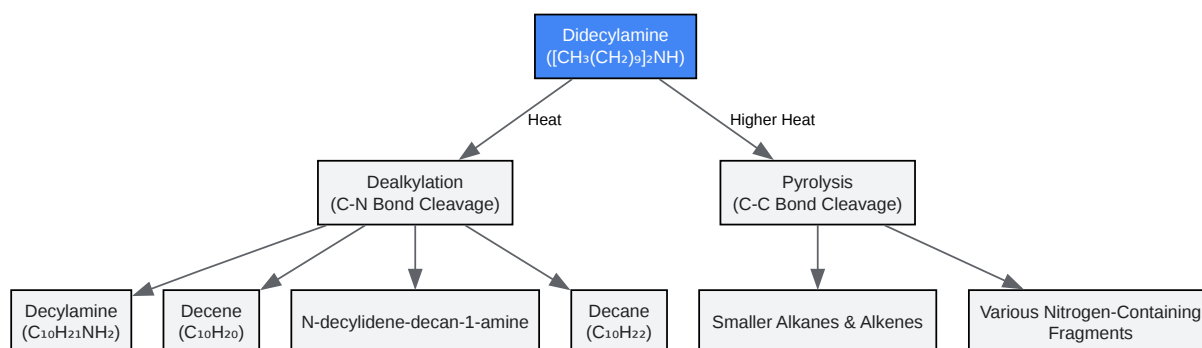 Didecylamine
([CH₃(CH₂)₉]₂NH)
Heat
Higher Heat
Dealkylation
(C-N Bond Cleavage)
Pyrolysis
(C-C Bond Cleavage)
Decylamine
(C₁₀H₂₁NH₂)
Decene
(C₁₀H₂₀)
N-decylidene-decan-1-amine
Decane
(C₁₀H₂₂)
Smaller Alkanes & Alkenes
Various Nitrogen-Containing
Fragments